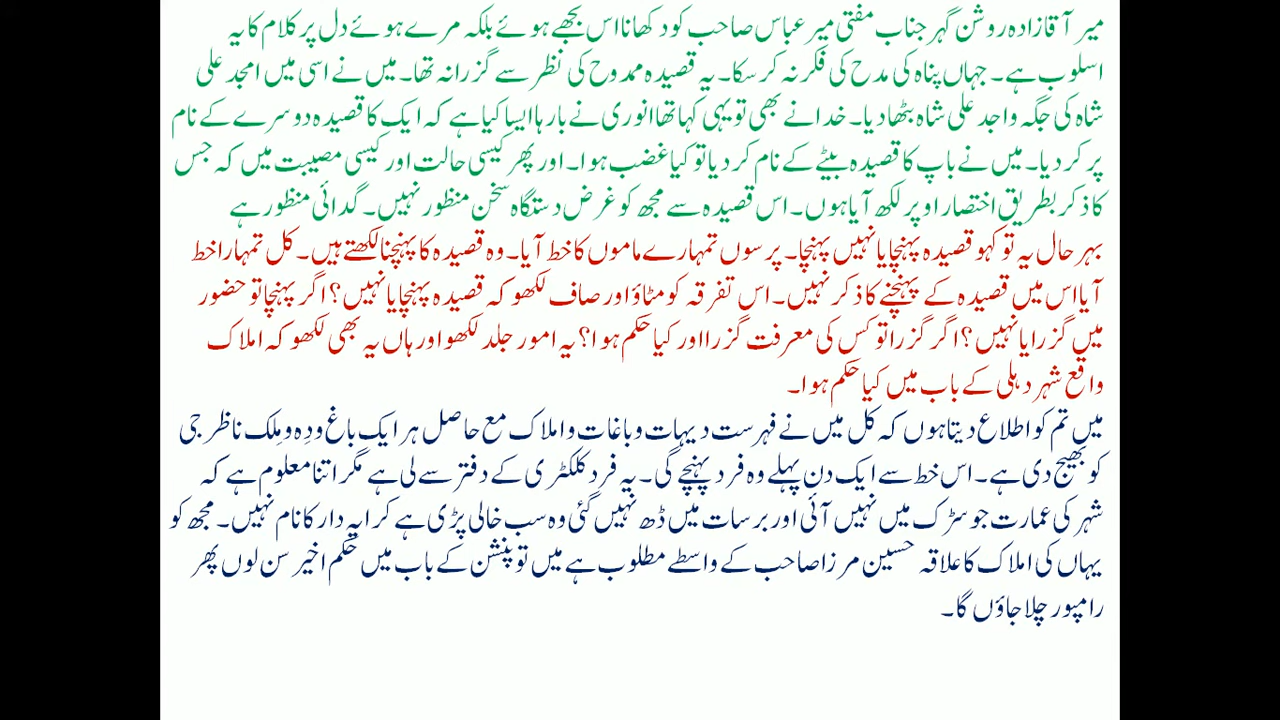 میر آقازادہ روشن گہر جناب مفتی میر عباس صاحب کو دکھانا اس بجھے ہوئے بلکہ مرے ہوئے دل پر کلام کا یہ
اسلوب ہے۔ جہاں پناہ کی مدح کی فکر نہ کر سکا۔ یہ قصیدہ ممدوح کی نظر سے گزرا نہ تھا۔ میں نے اسی میں امجد علی
شاہ کی جگہ واجد علی شاہ بٹھا دیا۔ خدا نے بھی تو یہی کہا تھا انوری نے بارہا ایسا کیا ہے کہ ایک کا قصیدہ دوسرے کے نام
پر کر دیا۔ میں نے باپ کا قصیدہ بیٹے کے نام کر دیا تو کیا غضب ہوا۔ اور پھر کیسی حالت اور کیسی مصیبت میں کہ جس
کا ذکر بطریق اختصار اوپر لکھ آیا ہوں۔ اس قصیدہ سے مجھ کو غرض دستگاہ سخن منظور نہیں۔ گدائی منظور ہے
بہر حال یہ تو کہو قصیدہ پہنچا یا نہیں پہنچا۔ پرسوں تمہارے ماموں کا خط آیا۔ وہ قصیدہ کا پہنچنا لکھتے ہیں۔ کل تمہارا خط
آیا اس میں قصیدہ کے پہنچنے کا ذکر نہیں۔ اس تفرقہ کو مٹاؤ اور صاف لکھو کہ قصیدہ پہنچا یا نہیں؟ اگر پہنچا تو حضور
میں گزرا یا نہیں؟ اگر گزرا تو کس کی معرفت گزرا اور کیا حکم ہوا؟ یہ امور جلد لکھو اور ہاں یہ بھی لکھو کہ املاک
واقع شہر دہلی کے باب میں کیا حکم ہوا۔
میں تم کو اطلاع دیتا ہوں کہ کل میں نے فہرست دیہات و باغات و املاک مع حاصل ہر ایک باغ و دِہ و مِلک ناظر جی
کو بھیج دی ہے۔ اس خط سے ایک دن پہلے وہ فرد پہنچے گی۔ یہ فرد کلکٹری کے دفتر سے لی ہے مگر اتنا معلوم ہے کہ
شہر کی عمارت جو سڑک میں نہیں آئی اور برسات میں ڈھ نہیں گئی وہ سب خالی پڑی ہے کرایہ دار کا نام نہیں۔ مجھ کو
یہاں کی املاک کا علاقہ حسین مرزا صاحب کے واسطے مطلوب ہے میں تو پنشن کے باب میں حکم اخیر سن لوں پھر
رامپور چلا جاؤں گا۔